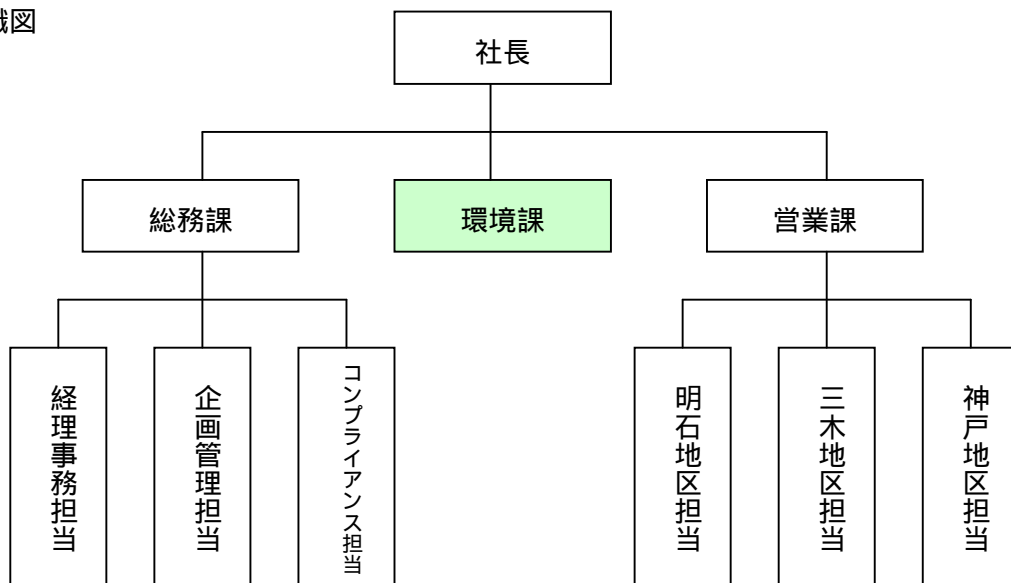 織図
社長
総務課
環境課
営業課
経理事務担当
企画管理担当
コンプライアンス担当
明石地区担当
三木地区担当
神戸地区担当